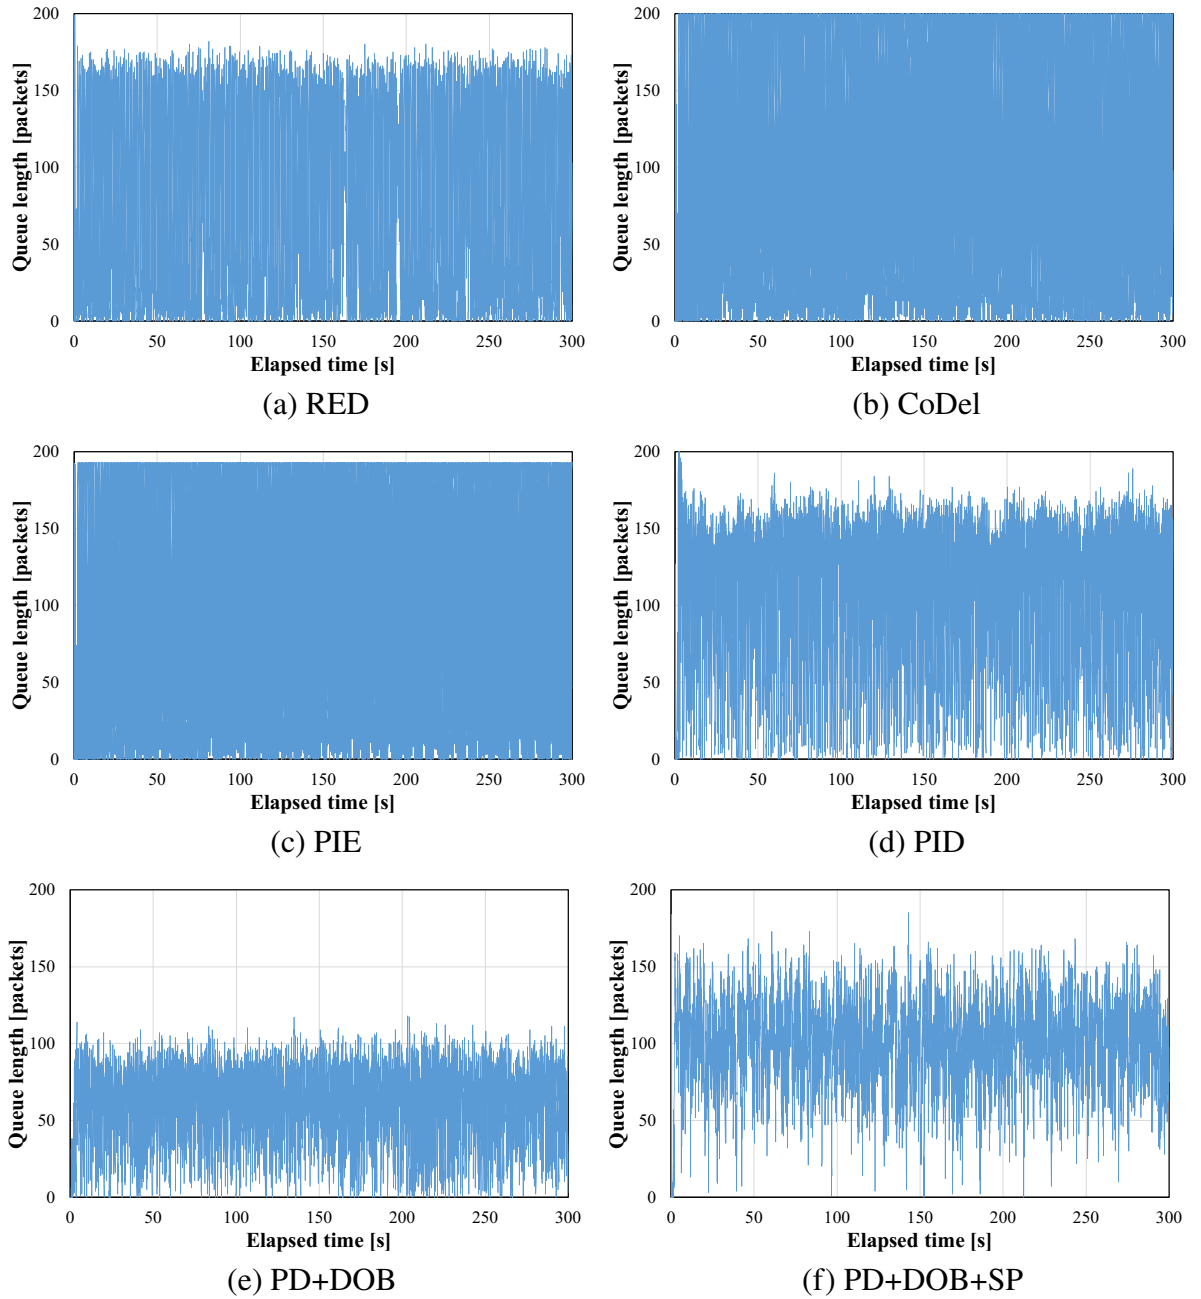 200
150
100
50
0
Queue length [packets]
0 50 100 150 200 250 300
Elapsed time [s]
(a) RED
200
150
100
50
0
Queue length [packets]
0 50 100 150 200 250 300
Elapsed time [s]
(b) CoDel
200
150
100
50
0
Queue length [packets]
0 50 100 150 200 250 300
Elapsed time [s]
(c) PIE
200
150
100
50
0
Queue length [packets]
0 50 100 150 200 250 300
Elapsed time [s]
(d) PID
200
150
100
50
0
Queue length [packets]
0 50 100 150 200 250 300
Elapsed time [s]
(e) PD+DOB
200
150
100
50
0
Queue length [packets]
0 50 100 150 200 250 300
Elapsed time [s]
(f) PD+DOB+SP